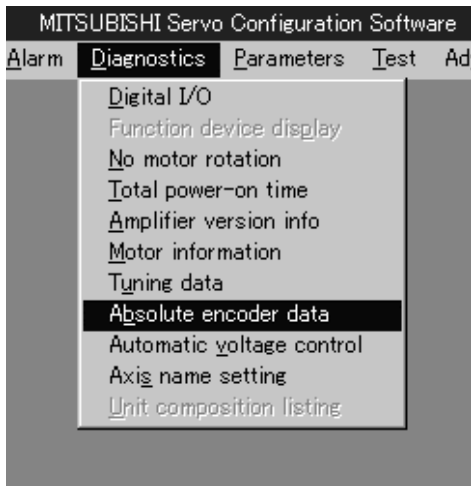 MITSUBISHI Servo Configuration Software
Alarm Diagnostics Parameters Test Ad
Digital I/O
Function device display
No motor rotation
Total power-on time
Amplifier version info
Motor information
Tuning data
Absolute encoder data
Automatic voltage control
Axis name setting
Unit composition listing